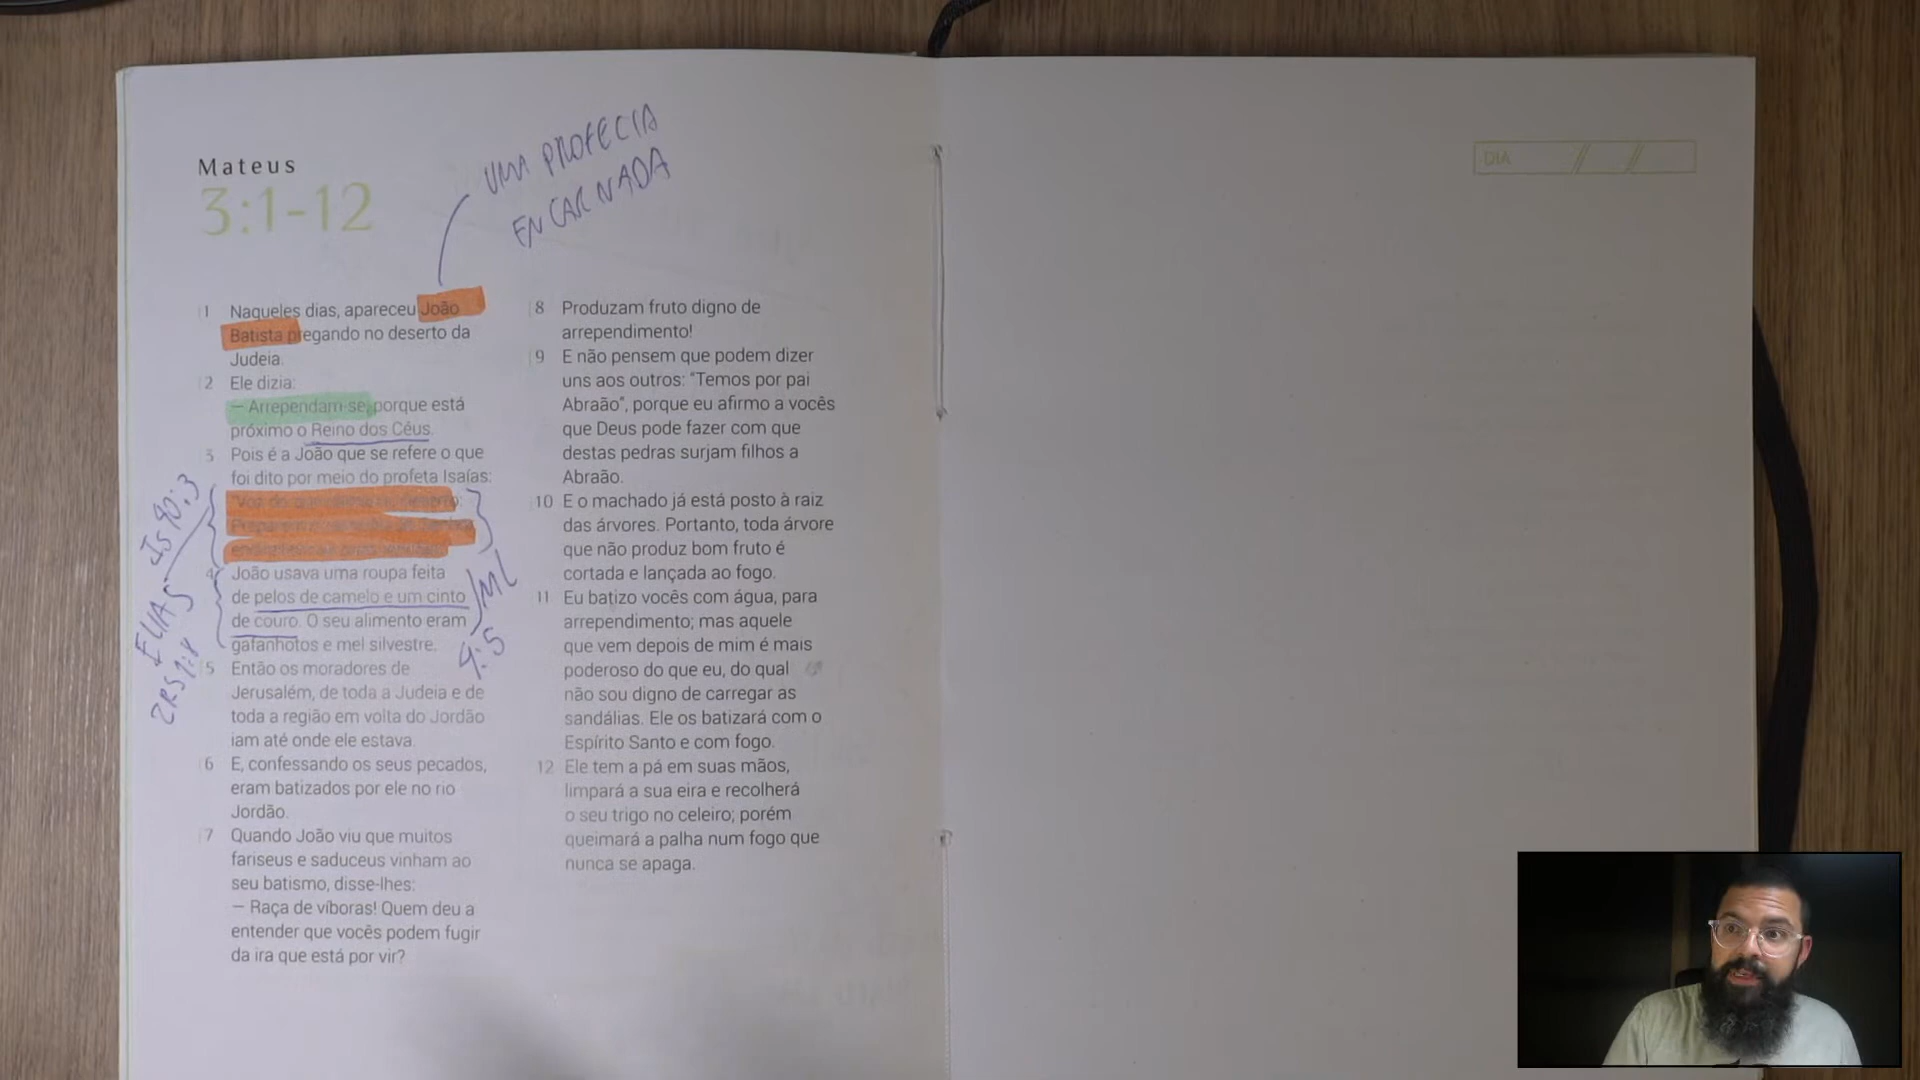 UMA PROFECIA
ENCARNADA
Mateus
3:1-12
DIA
1 Naqueles dias, apareceu João
Batista pregando no deserto da
Judeia.
2 Ele dizia:
— Arrependam-se, porque está
próximo o Reino dos Céus.
3 Pois é a João que se refere o que
foi dito por meio do profeta Isaías:
"Voz do que clama no deserto:
4 João usava uma roupa feita
de pelos de camelo e um cinto
de couro. O seu alimento eram
gafanhotos e mel silvestre.
5 Então os moradores de
Jerusalém, de toda a Judeia e de
toda a região em volta do Jordão
iam até onde ele estava.
6 E, confessando os seus pecados,
eram batizados por ele no rio
Jordão.
7 Quando João viu que muitos
fariseus e saduceus vinham ao
seu batismo, disse-lhes:
— Raça de víboras! Quem deu a
entender que vocês podem fugir
da ira que está por vir?
Is 40:3
ELIAS
2RS 1:8
Ml
4:5
8 Produzam fruto digno de
arrependimento!
9 E não pensem que podem dizer
uns aos outros: “Temos por pai
Abraão”, porque eu afirmo a vocês
que Deus pode fazer com que
destas pedras surjam filhos a
Abraão.
10 E o machado já está posto à raiz
das árvores. Portanto, toda árvore
que não produz bom fruto é
cortada e lançada ao fogo.
11 Eu batizo vocês com água, para
arrependimento; mas aquele
que vem depois de mim é mais
poderoso do que eu, do qual
não sou digno de carregar as
sandálias. Ele os batizará com o
Espírito Santo e com fogo.
12 Ele tem a pá em suas mãos,
limpará a sua eira e recolherá
o seu trigo no celeiro; porém
queimará a palha num fogo que
nunca se apaga.